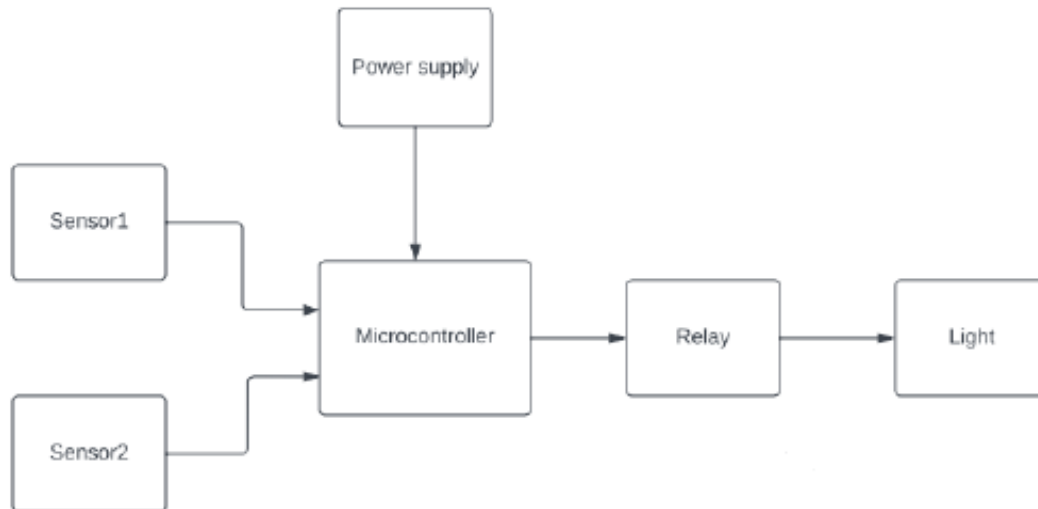 Power supply
Sensor1
Microcontroller
Relay
Light
Sensor2